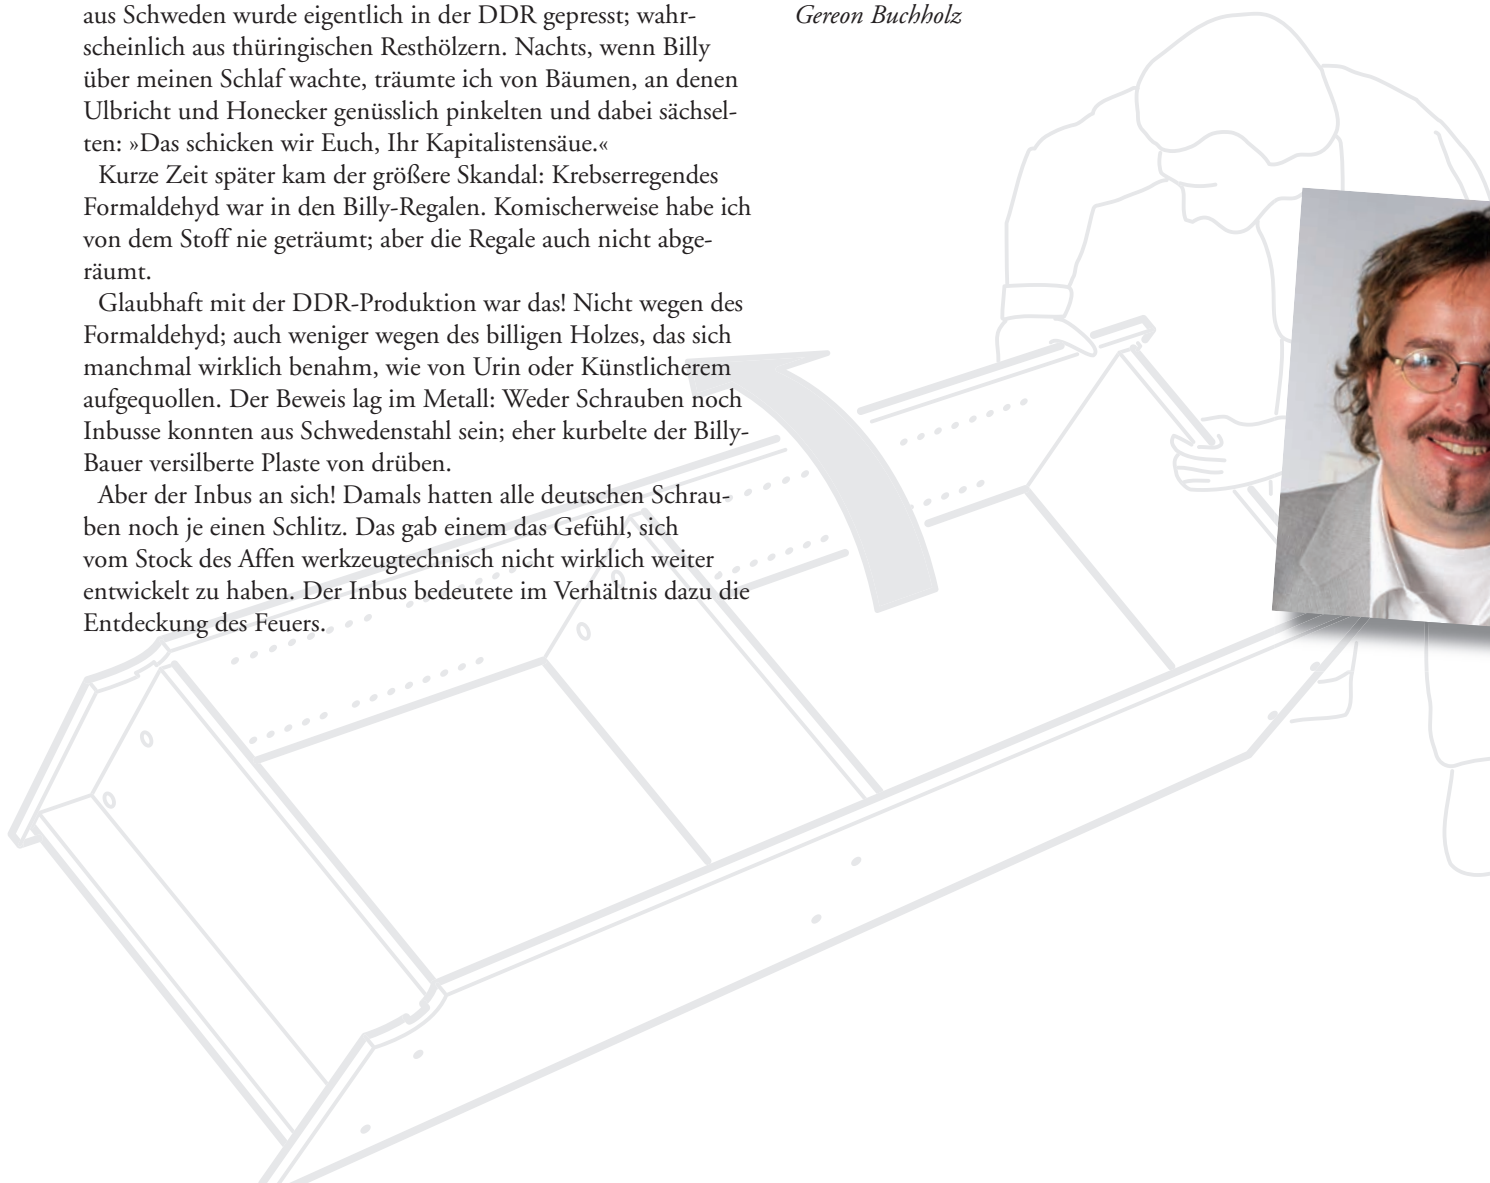 aus Schweden wurde eigentlich in der DDR gepresst; wahr-
scheinlich aus thüringischen Resthölzern. Nachts, wenn Billy
über meinen Schlaf wachte, träumte ich von Bäumen, an denen
Ulbricht und Honecker genüsslich pinkelten und dabei sächsel-
ten: »Das schicken wir Euch, Ihr Kapitalistensäue.«
Kurze Zeit später kam der größere Skandal: Krebserregendes
Formaldehyd war in den Billy-Regalen. Komischerweise habe ich
von dem Stoff nie geträumt; aber die Regale auch nicht abge-
räumt.
Glaubhaft mit der DDR-Produktion war das! Nicht wegen des
Formaldehyd; auch weniger wegen des billigen Holzes, das sich
manchmal wirklich benahm, wie von Urin oder Künstlicherem
aufgequollen. Der Beweis lag im Metall: Weder Schrauben noch
Inbusse konnten aus Schwedenstahl sein; eher kurbelte der Billy-
Bauer versilberte Plaste von drüben.
Aber der Inbus an sich! Damals hatten alle deutschen Schrau-
ben noch je einen Schlitz. Das gab einem das Gefühl, sich
vom Stock des Affen werkzeugtechnisch nicht wirklich weiter
entwickelt zu haben. Der Inbus bedeutete im Verhältnis dazu die
Entdeckung des Feuers.
Gereon Buchholz